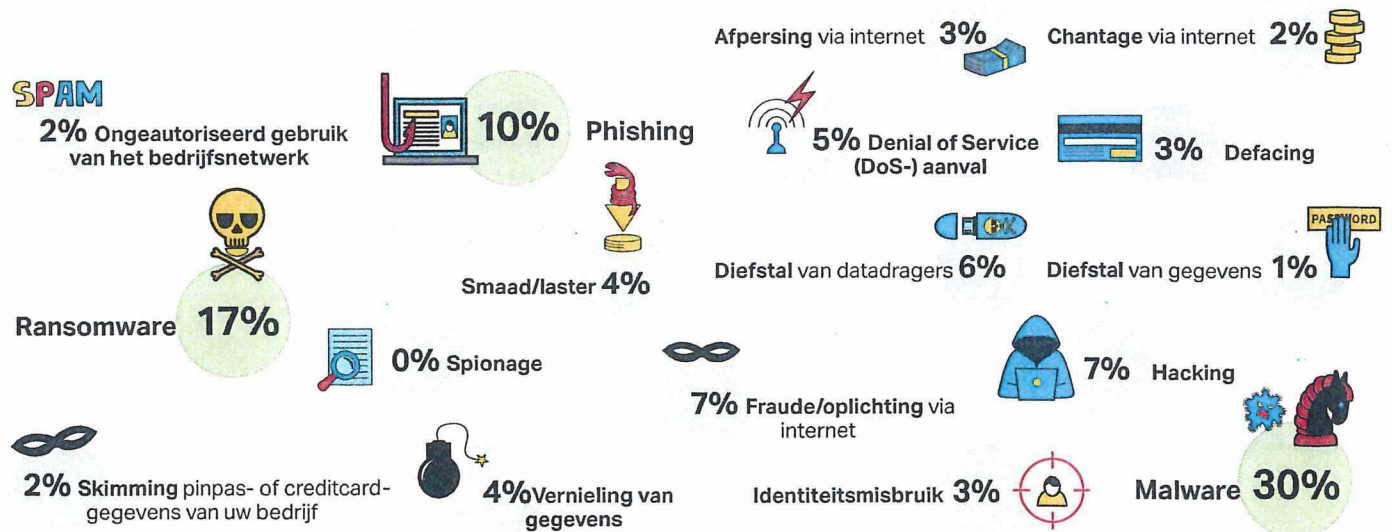 Afpersing via internet 3%
Chantage via internet 2%
SPAM
2% Ongeautoriseerd gebruik
van het bedrijfsnetwerk
10% Phishing
5% Denial of Service
(DoS-) aanval
3% Defacing
PASSWORD
Smaad/laster 4%
Diefstal van datadragers 6%
Diefstal van gegevens 1%
Ransomware 17%
0% Spionage
7% Hacking
7% Fraude/oplichting via
internet
2% Skimming pinpas- of creditcard-
gegevens van uw bedrijf
4% Vernieling van
gegevens
Identiteitsmisbruik 3%
Malware 30%